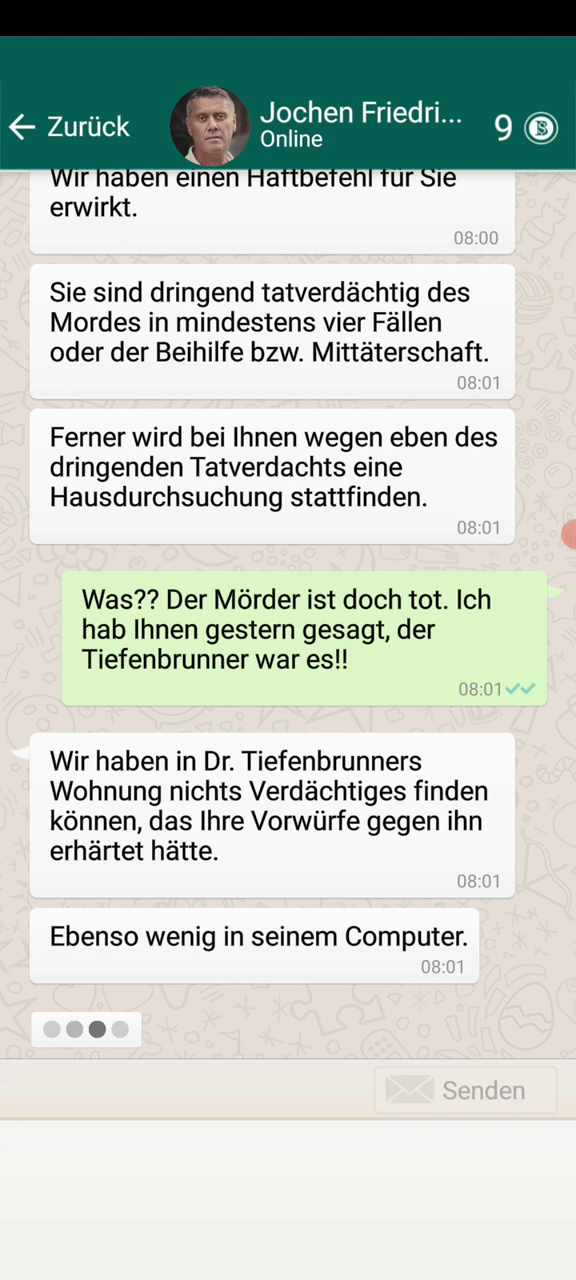 Zurück
Jochen Friedri...
Online
9
Wir haben einen Haftbefehl für Sie
erwirkt.
08:00
Sie sind dringend tatverdächtig des
Mordes in mindestens vier Fällen
oder der Beihilfe bzw. Mittäterschaft.
08:01
Ferner wird bei Ihnen wegen eben des
dringenden Tatverdachts eine
Hausdurchsuchung stattfinden.
08:01
Was?? Der Mörder ist doch tot. Ich
hab Ihnen gestern gesagt, der
Tiefenbrunner war es!!
08:01
Wir haben in Dr. Tiefenbrunners
Wohnung nichts Verdächtiges finden
können, das Ihre Vorwürfe gegen ihn
erhärtet hätte.
08:01
Ebenso wenig in seinem Computer.
08:01
Senden